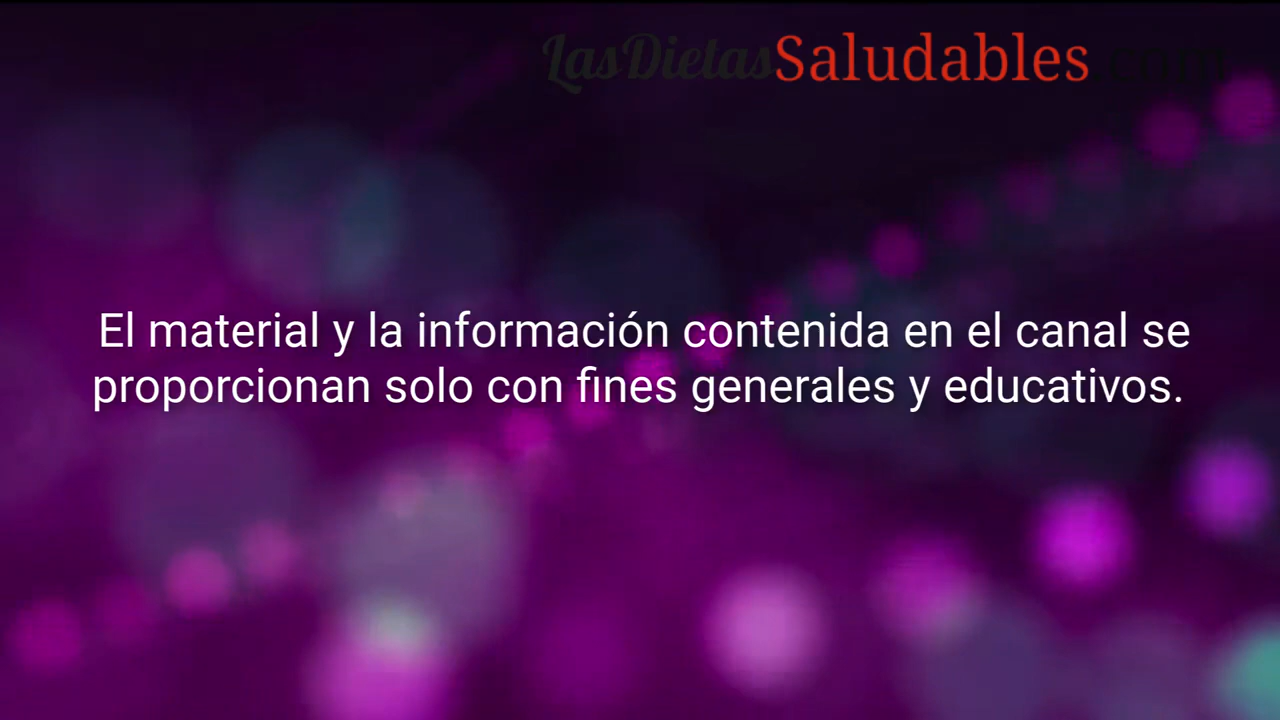 LasDietasSaludables.com
El material y la información contenida en el canal se
proporcionan solo con fines generales y educativos.